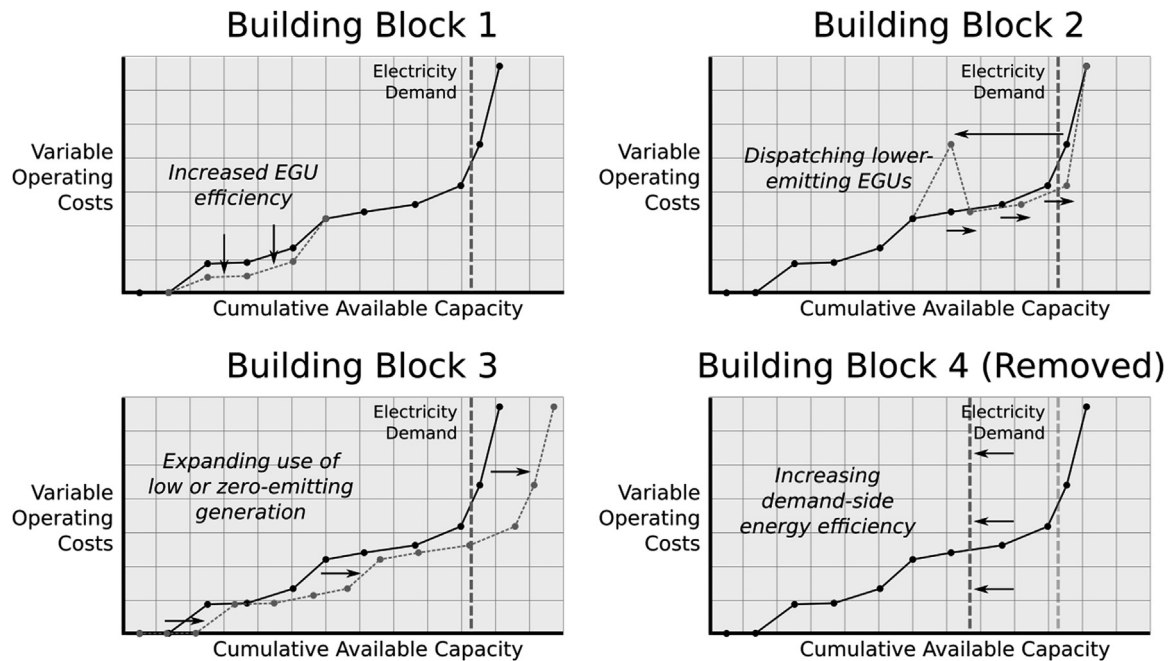 Building Block 1
Electricity
Demand
Variable
Operating
Costs
Increased EGU
efficiency
Cumulative Available Capacity
Building Block 2
Electricity
Demand
Variable
Operating
Costs
Dispatching lower-
emitting EGUs
Cumulative Available Capacity
Building Block 3
Electricity
Demand
Variable
Operating
Costs
Expanding use of
low or zero-emitting
generation
Cumulative Available Capacity
Building Block 4 (Removed)
Electricity
Demand
Variable
Operating
Costs
Increasing
demand-side
energy efficiency
Cumulative Available Capacity